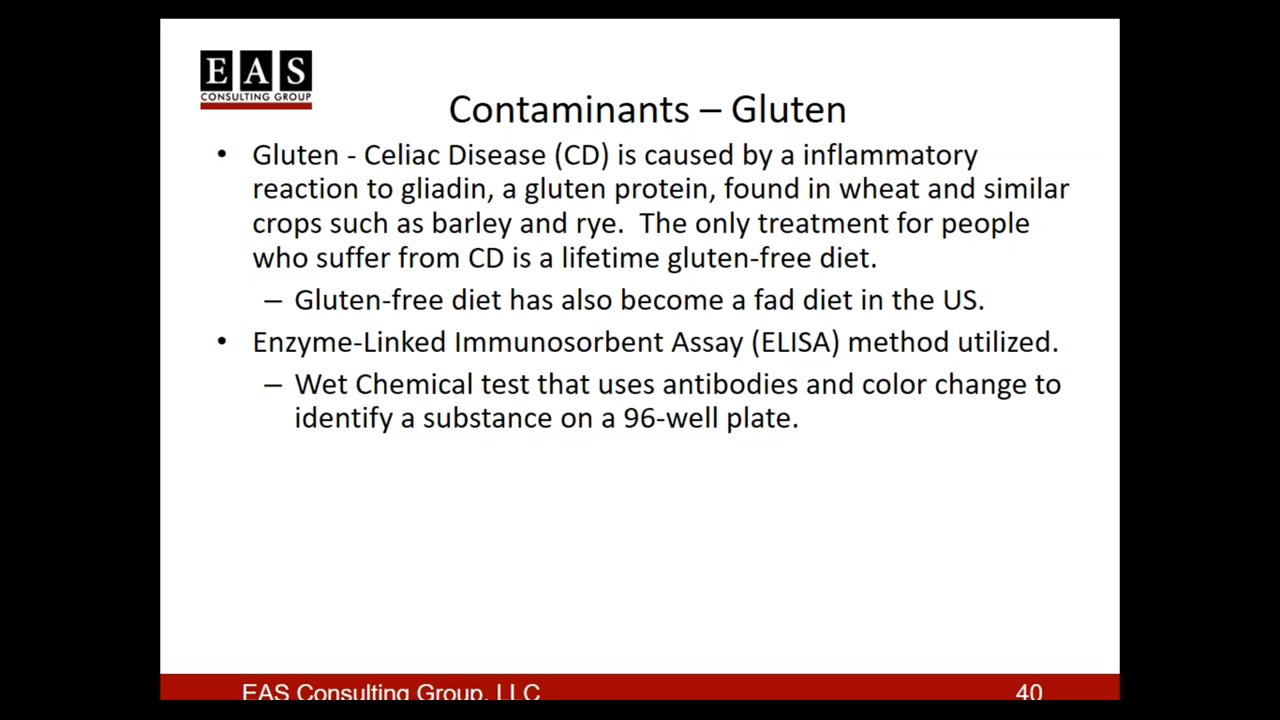 EAS
CONSULTING GROUP
Contaminants – Gluten
• Gluten - Celiac Disease (CD) is caused by a inflammatory
reaction to gliadin, a gluten protein, found in wheat and similar
crops such as barley and rye.  The only treatment for people
who suffer from CD is a lifetime gluten-free diet.
– Gluten-free diet has also become a fad diet in the US.
• Enzyme-Linked Immunosorbent Assay (ELISA) method utilized.
– Wet Chemical test that uses antibodies and color change to
identify a substance on a 96-well plate.
EAS Consulting Group, LLC
40